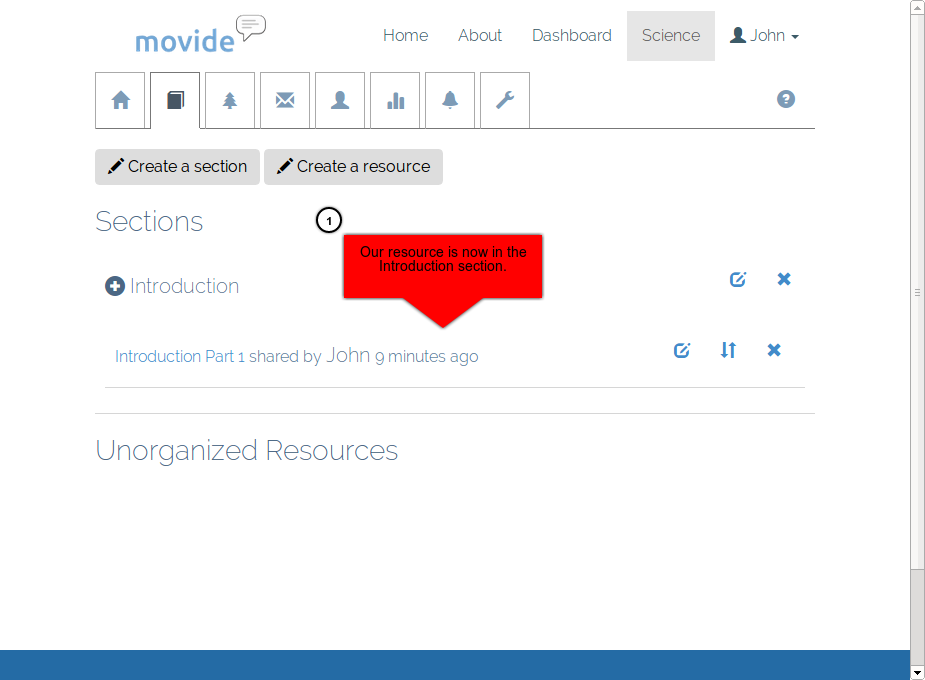 movide
Home About Dashboard Science John
?
Create a section Create a resource
Sections
1
Our resource is now in the
Introduction section.
Introduction
Introduction Part 1 shared by John 9 minutes ago
Unorganized Resources